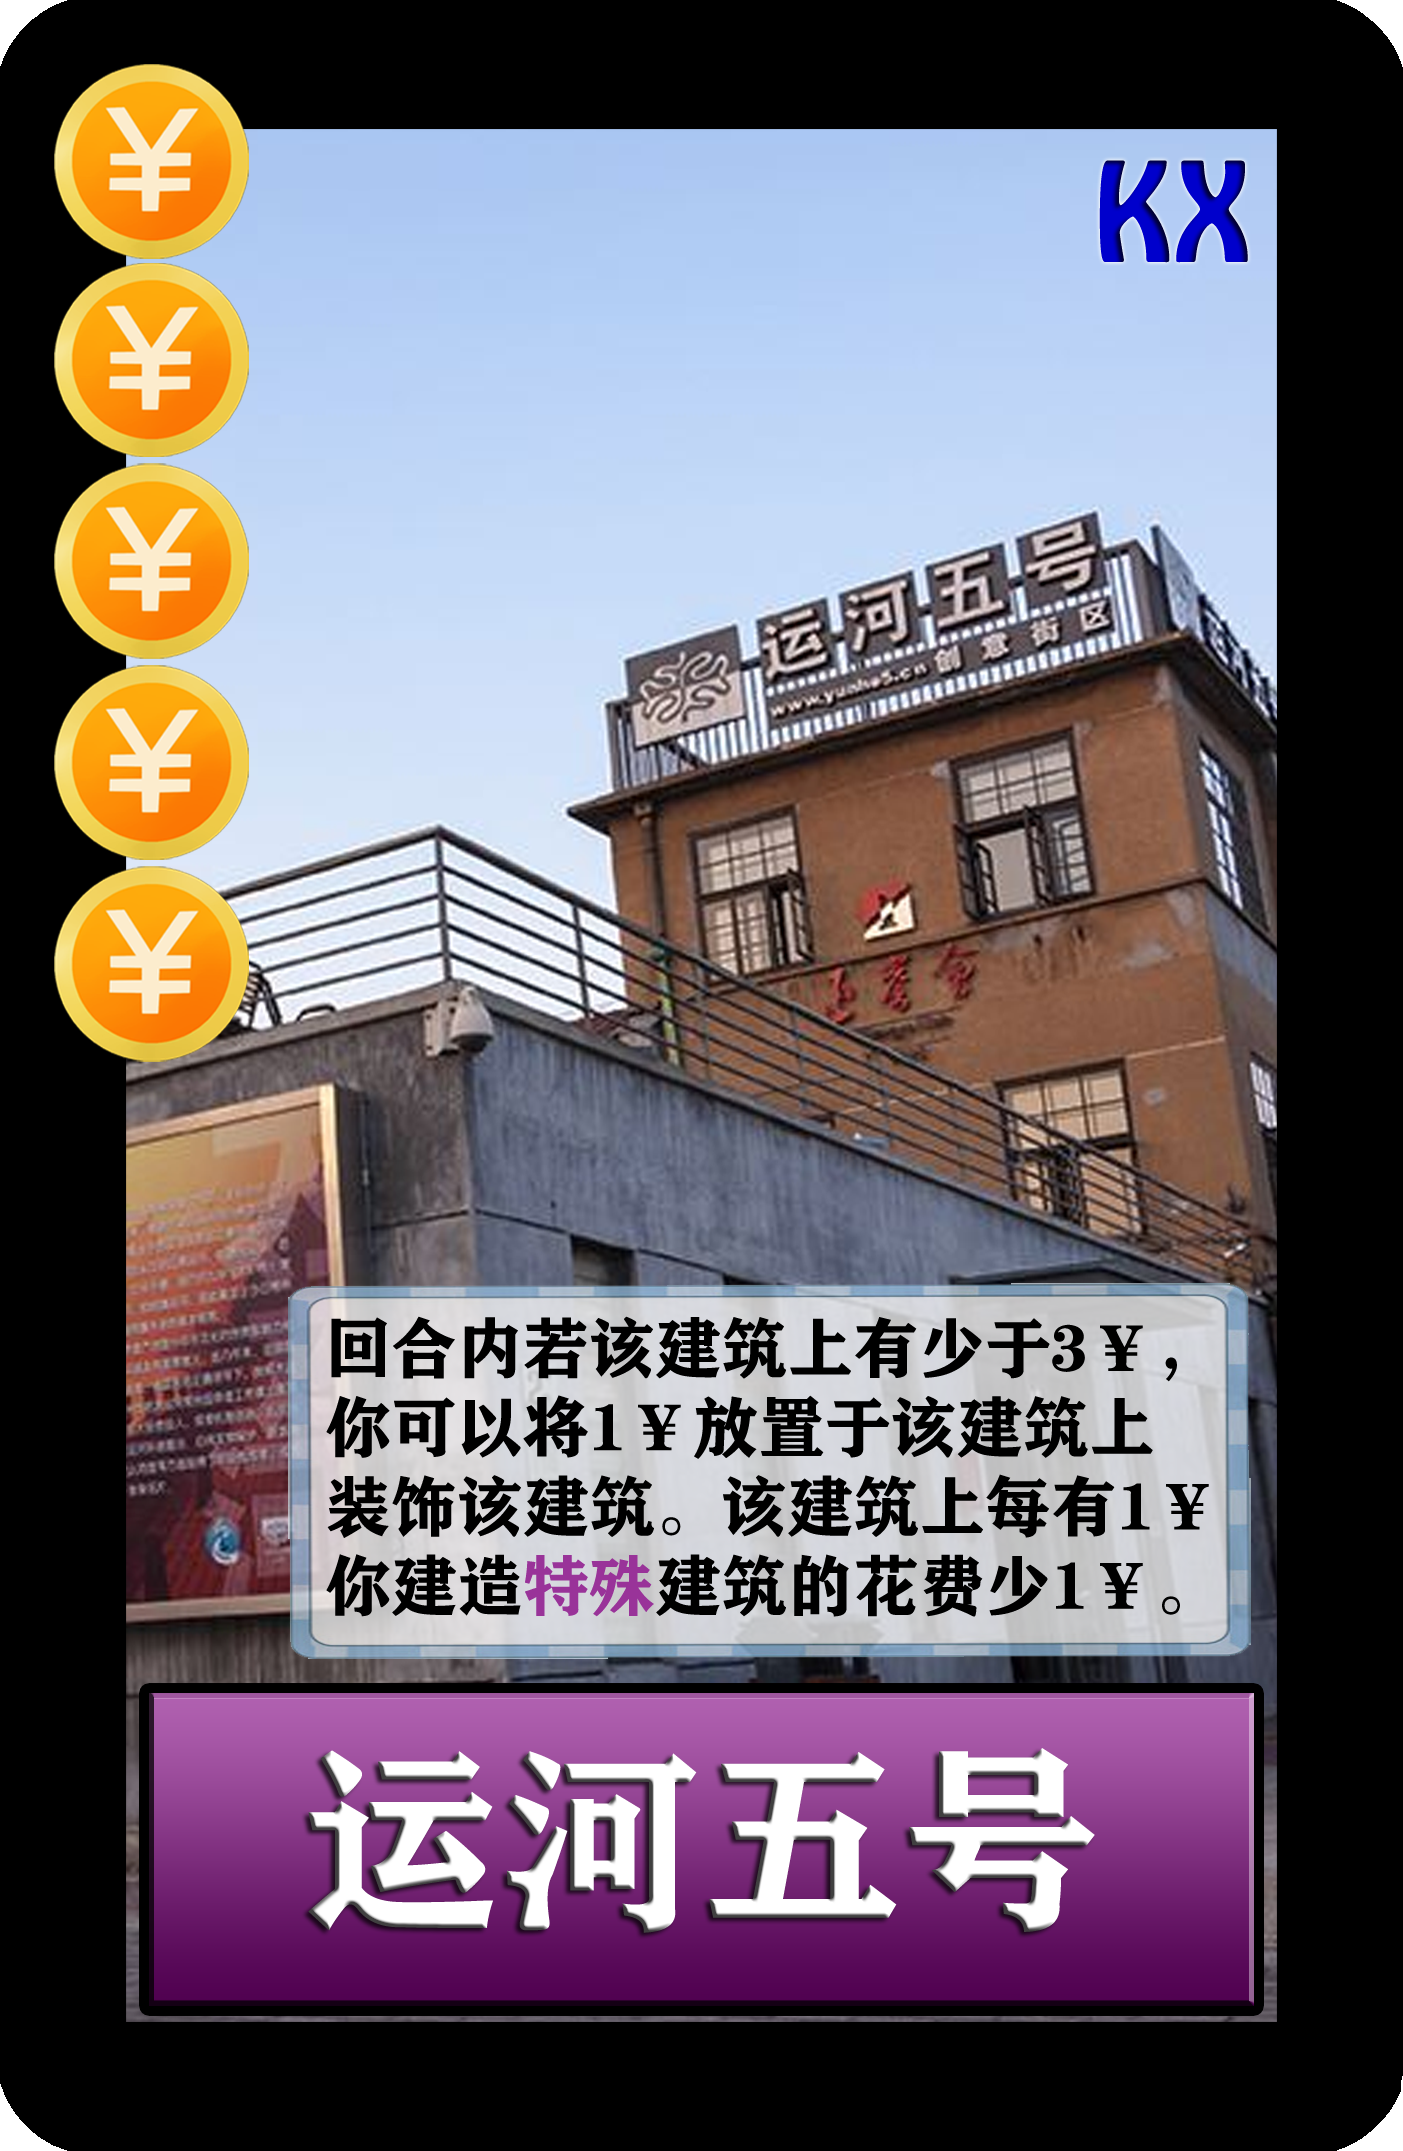 ¥
¥
¥
¥
¥
KX
运河五号
www.yunhe5.cn 创意街区
回合内若该建筑上有少于3¥，
你可以将1¥放置于该建筑上
装饰该建筑。该建筑上每有1¥
你建造特殊建筑的花费少1¥。
运河五号